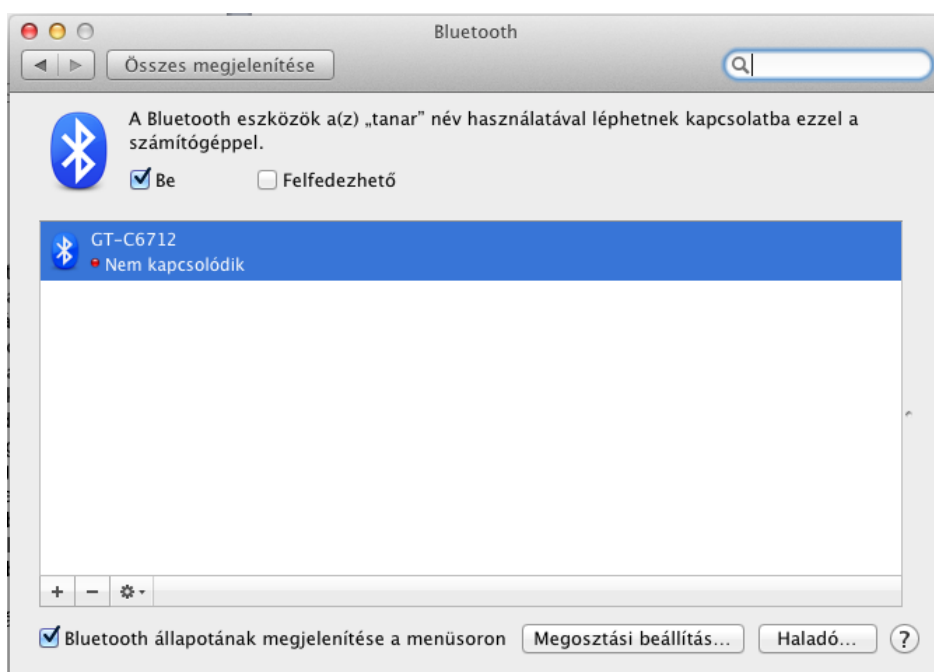 Bluetooth
Összes megjelenítése
A Bluetooth eszközök a(z) „tanar” név használatával léphetnek kapcsolatba ezzel a
számítógéppel.
Be Felfedezhető
GT-C6712
Nem kapcsolódik
+ −
Bluetooth állapotának megjelenítése a menüsoron Megosztási beállítás... Haladó... ?